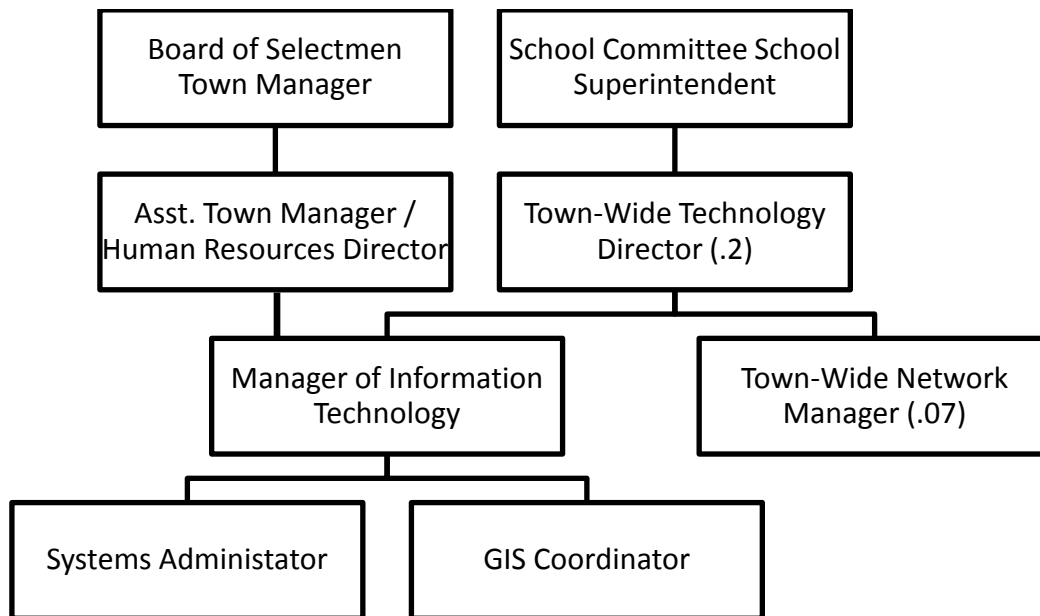 Board of Selectmen
Town Manager
School Committee School
Superintendent
Asst. Town Manager /
Human Resources Director
Town-Wide Technology
Director (.2)
Manager of Information
Technology
Town-Wide Network
Manager (.07)
Systems Administator
GIS Coordinator